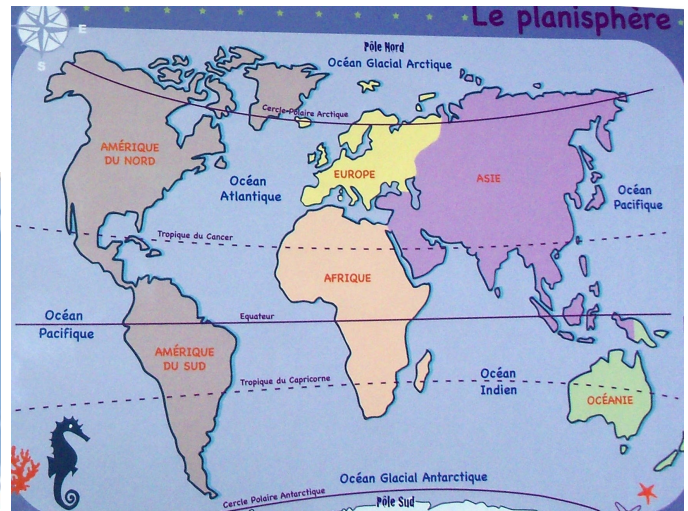 Le planisphère
E
S
Pôle Nord
Océan Glacial Arctique
Cercle Polaire Arctique
AMÉRIQUE
DU NORD
EUROPE
ASIE
Océan
Atlantique
Océan
Pacifique
Tropique du Cancer
AFRIQUE
Océan
Pacifique
Equateur
AMÉRIQUE
DU SUD
Tropique du Capricorne
Océan
Indien
OCÉANIE
Océan Glacial Antarctique
Cercle Polaire Antarctique
Pôle Sud